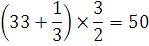 (33 + 1/3) × 3/2 = 50